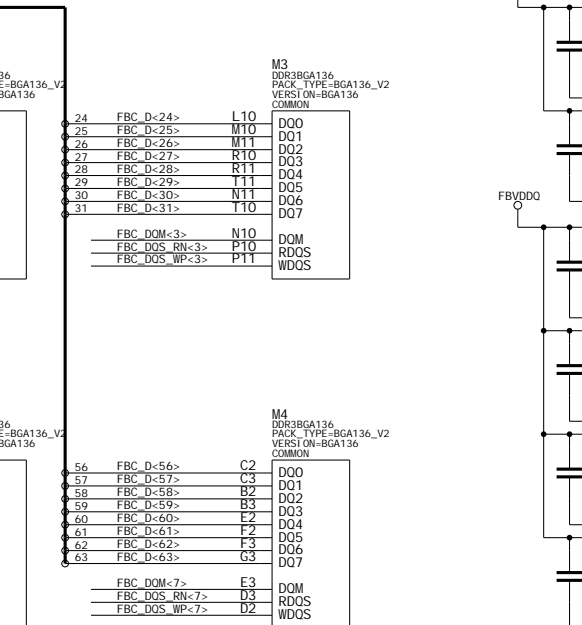 36
E=BGA136_V2
BGA136
M3
DDR3BGA136
PACK_TYPE=BGA136_V2
VERSION=BGA136
COMMON
24 FBC_D<24> L10 DQ0
25 FBC_D<25> M10 DQ1
26 FBC_D<26> M11 DQ2
27 FBC_D<27> R10 DQ3
28 FBC_D<28> R11 DQ4
29 FBC_D<29> T11 DQ5
30 FBC_D<30> N11 DQ6
31 FBC_D<31> T10 DQ7
FBC_DQM<3> N10 DQM
FBC_DQS_RN<3> P10 RDQS
FBC_DQS_WP<3> P11 WDQS
FBVDDQ
36
E=BGA136_V2
BGA136
M4
DDR3BGA136
PACK_TYPE=BGA136_V2
VERSION=BGA136
COMMON
56 FBC_D<56> C2 DQ0
57 FBC_D<57> C3 DQ1
58 FBC_D<58> B2 DQ2
59 FBC_D<59> B3 DQ3
60 FBC_D<60> E2 DQ4
61 FBC_D<61> F2 DQ5
62 FBC_D<62> F3 DQ6
63 FBC_D<63> G3 DQ7
FBC_DQM<7> E3 DQM
FBC_DQS_RN<7> D3 RDQS
FBC_DQS_WP<7> D2 WDQS